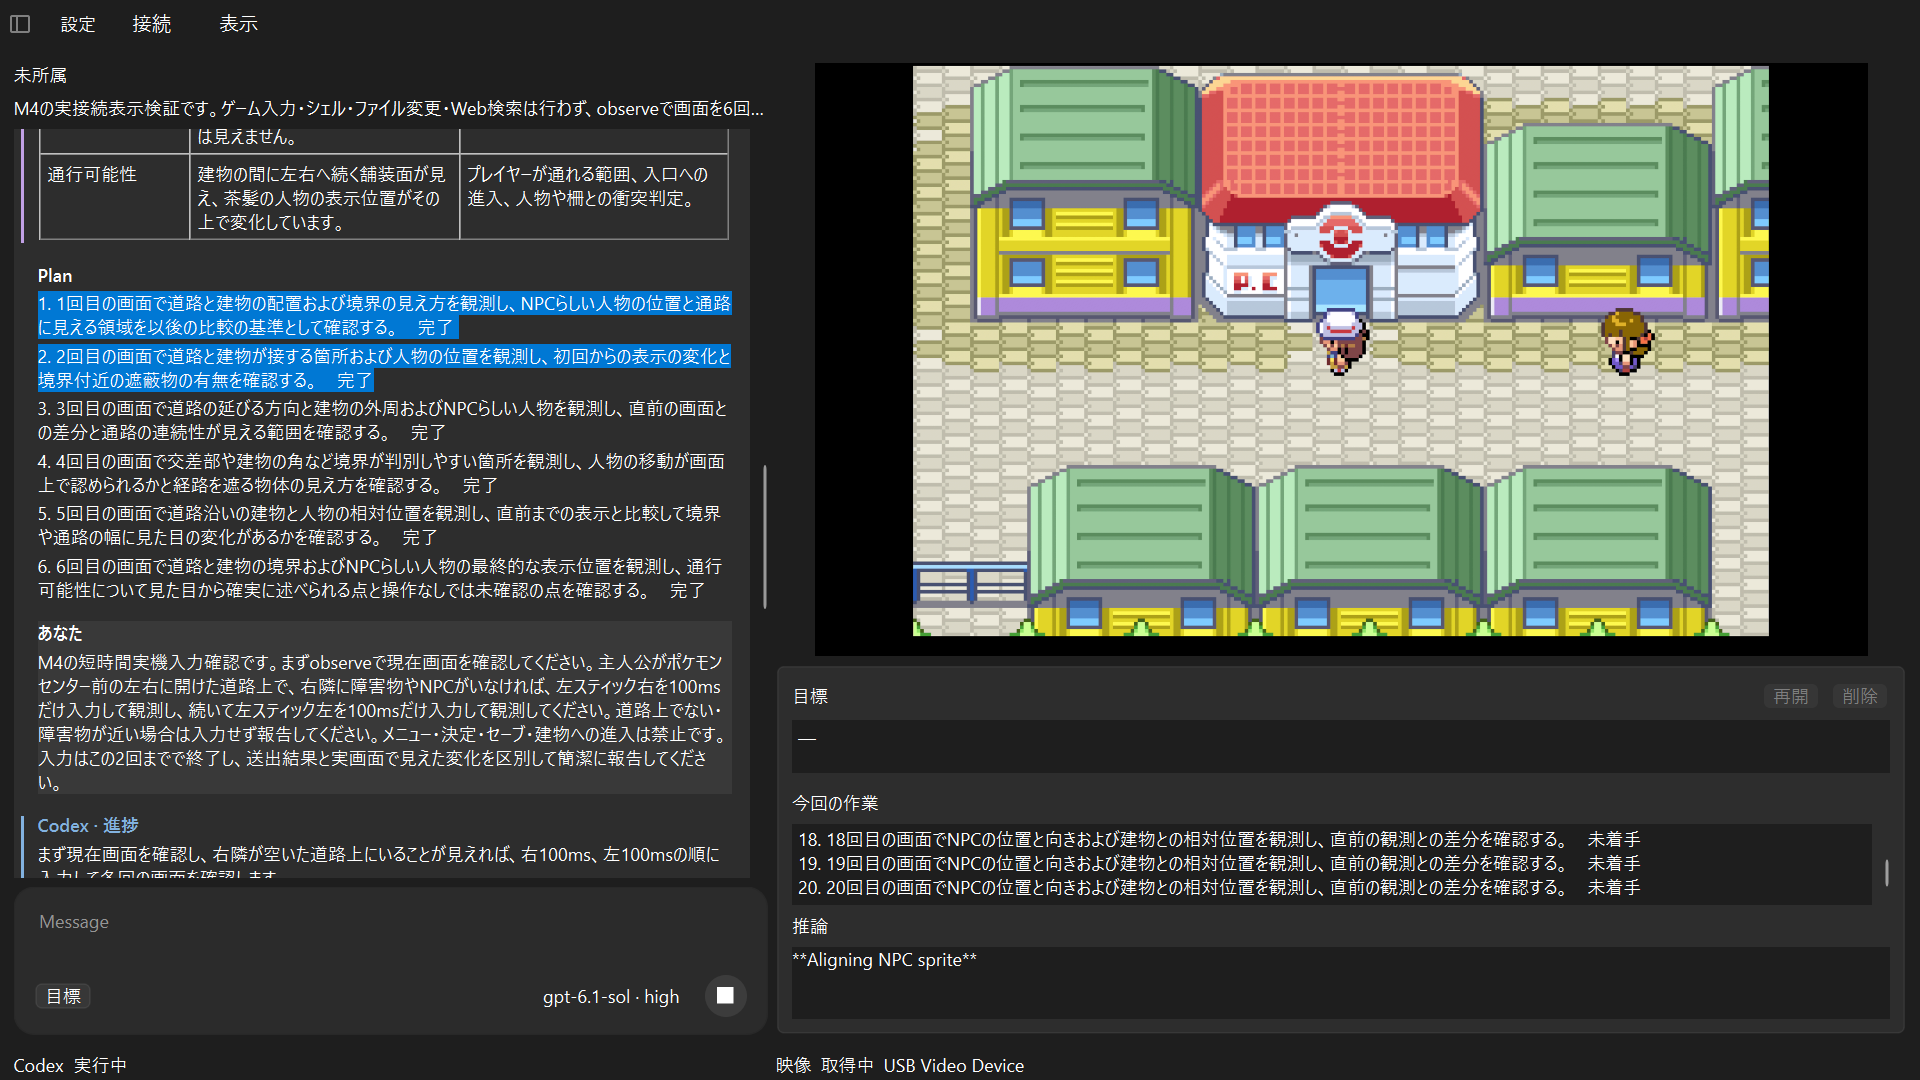 設定 接続 表示
未所属
M4の実接続表示検証です。ゲーム入力・シェル・ファイル変更・Web検索は行わず、observeで画面を6回...
は見えません。
通行可能性
建物の間に左右へ続く舗装面が見
え、茶髪の人物の表示位置がその
上で変化しています。
プレイヤーが通れる範囲、入口への
進入、人物や柵との衝突判定。
Plan
1. 1回目の画面で道路と建物の配置および境界の見え方を観測し、NPCらしい人物の位置と通路
に見える領域を以後の比較の基準として確認する。 完了
2. 2回目の画面で道路と建物が接する箇所および人物の位置を観測し、初回からの表示の変化と
境界付近の遮蔽物の有無を確認する。 完了
3. 3回目の画面で道路の延びる方向と建物の外周およびNPCらしい人物を観測し、直前の画面と
の差分と通路の連続性が見える範囲を確認する。 完了
4. 4回目の画面で交差部や建物の角など境界が判別しやすい箇所を観測し、人物の移動が画面
上で認められるかと経路を遮る物体の見え方を確認する。 完了
5. 5回目の画面で道路沿いの建物と人物の相対位置を観測し、直前までの表示と比較して境界
や通路の幅に見た目の変化があるかを確認する。 完了
6. 6回目の画面で道路と建物の境界およびNPCらしい人物の最終的な表示位置を観測し、通行
可能性について見た目から確実に述べられる点と操作なしでは未確認の点を確認する。 完了
あなた
M4の短時間実機入力確認です。まずobserveで現在画面を確認してください。主人公がポケモン
センター前の左右に開けた道路上で、右隣に障害物やNPCがいなければ、左スティック右を100ms
だけ入力して観測し、続いて左スティック左を100msだけ入力して観測してください。道路上でない・
障害物が近い場合は入力せず報告してください。メニュー・決定・セーブ・建物への進入は禁止です。
入力はこの2回までで終了し、送出結果と実画面で見えた変化を区別して簡潔に報告してくださ
い。
Codex · 進捗
まず現在画面を確認し、右隣が空いた道路上にいることが見えれば、右100ms、左100msの順に
入力して各回の画面を確認します。
Message
目標
gpt-6.1-sol · high
Codex 実行中
P.C
目標
再開 削除
—
今回の作業
18. 18回目の画面でNPCの位置と向きおよび建物との相対位置を観測し、直前の観測との差分を確認する。 未着手
19. 19回目の画面でNPCの位置と向きおよび建物との相対位置を観測し、直前の観測との差分を確認する。 未着手
20. 20回目の画面でNPCの位置と向きおよび建物との相対位置を観測し、直前の観測との差分を確認する。 未着手
推論
**Aligning NPC sprite**
映像 取得中 USB Video Device